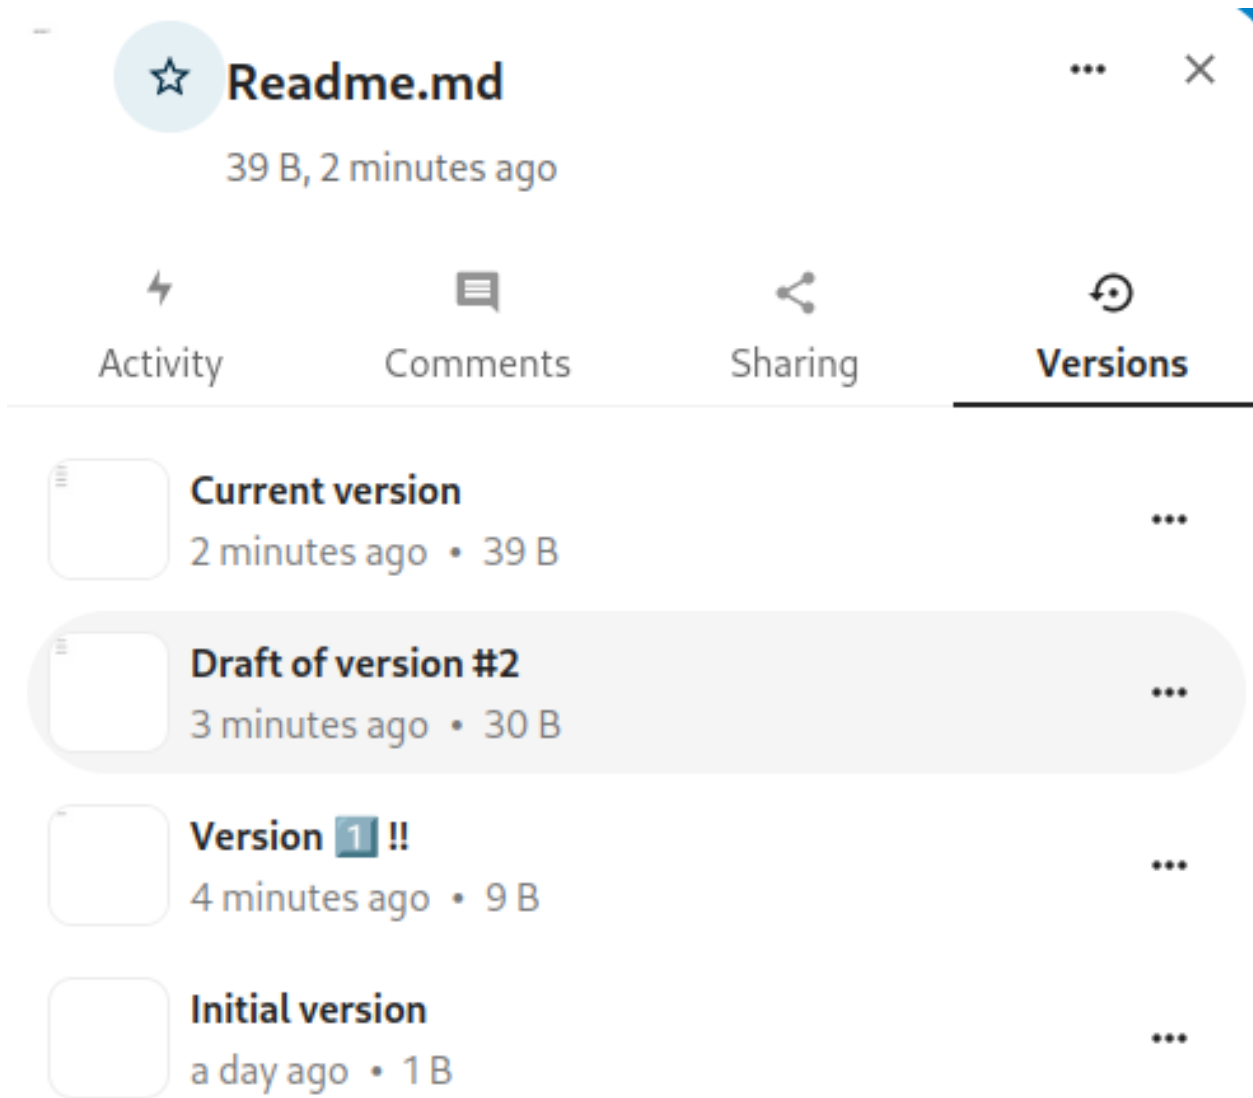 Readme.md
39 B, 2 minutes ago
Activity
Comments
Sharing
Versions
Current version
2 minutes ago • 39 B
Draft of version #2
3 minutes ago • 30 B
Version 1️⃣ !!
4 minutes ago • 9 B
Initial version
a day ago • 1 B